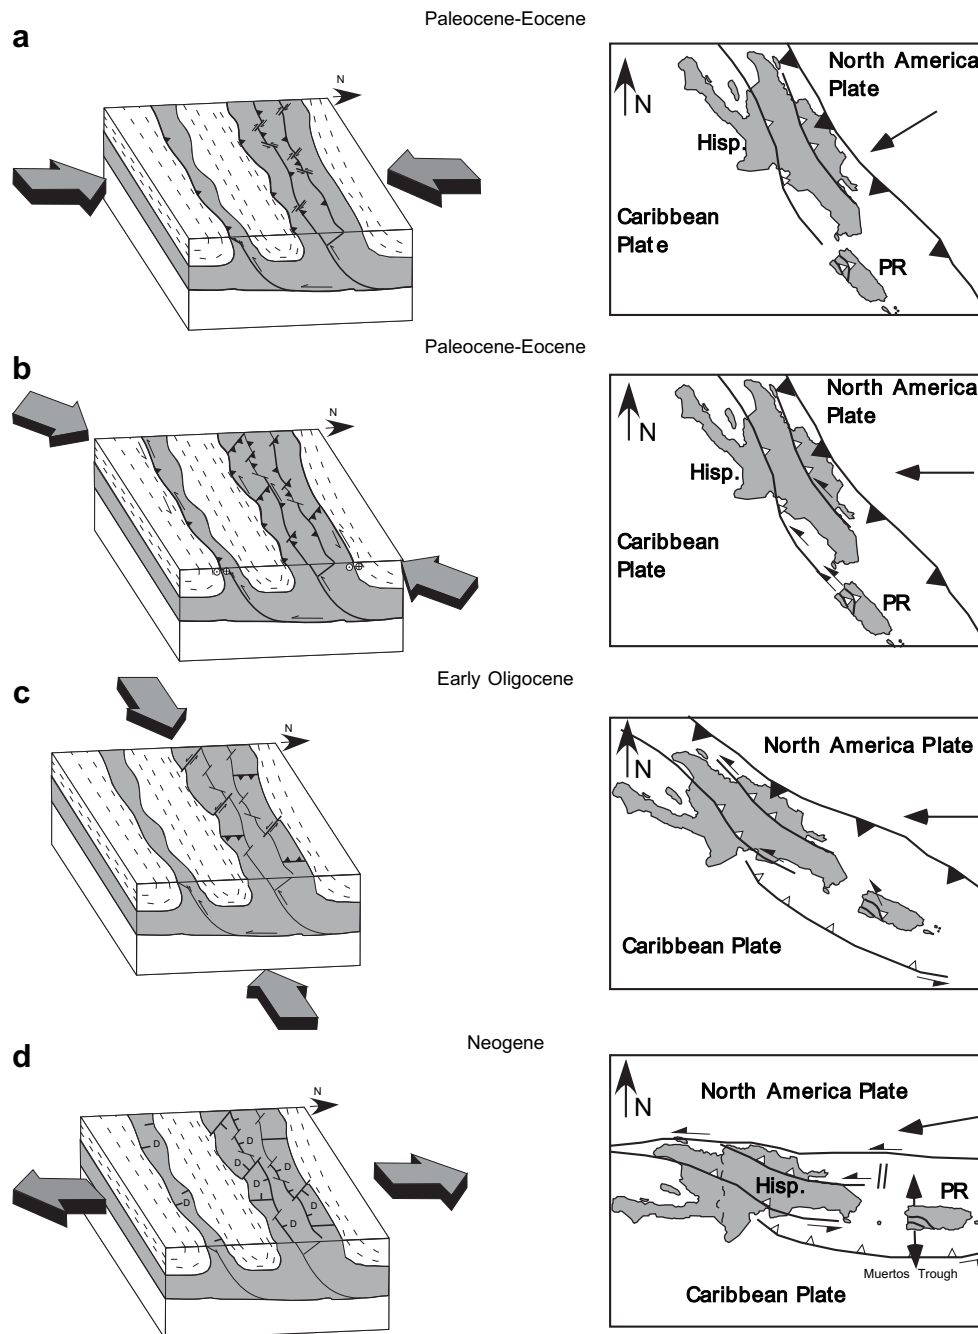 Paleocene-Eocene
a
N
N
North America
Plate
Hisp.
Caribbean
Plate
PR
Paleocene-Eocene
b
N
N
North America
Plate
Hisp.
Caribbean
Plate
PR
Early Oligocene
c
N
N
North America Plate
Caribbean Plate
Neogene
d
N
D
D
D
D
D
D
D
N
North America Plate
Hisp.
PR
Muertos Trough
Caribbean Plate